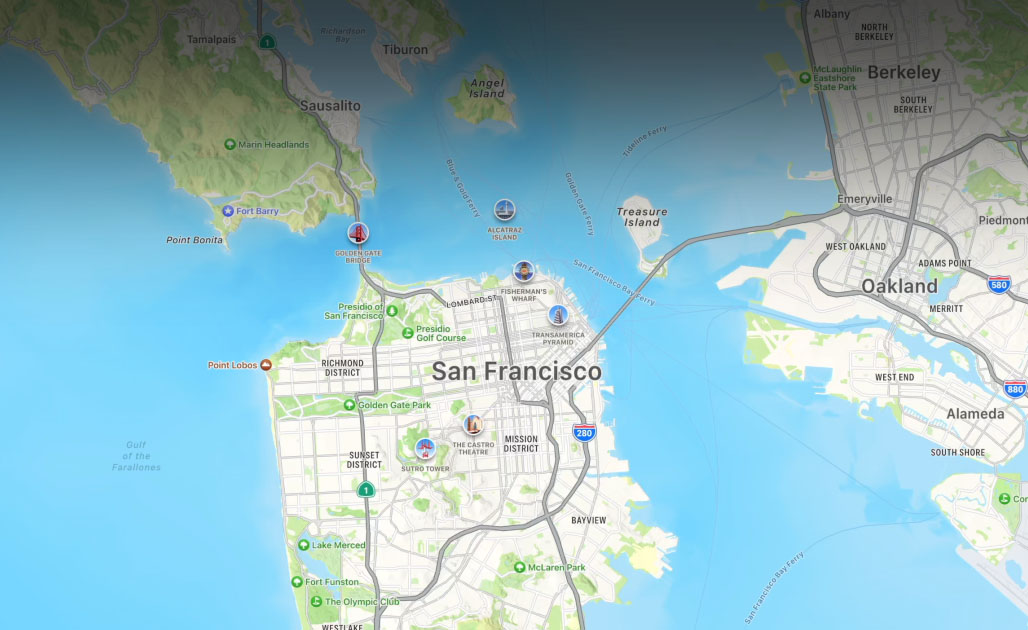 Albany
NORTH
BERKELEY
Richardson
Bay
Tamalpais
1
Tiburon
McLaughlin
Eastshore
State Park
Berkeley
Angel
Island
SOUTH
BERKELEY
Sausalito
Tideline Ferry
Marin Headlands
Blue & Gold Ferry
Golden Gate Ferry
Emeryville
Fort Barry
Treasure
Island
Piedmont
ALCATRAZ
ISLAND
Point Bonita
WEST OAKLAND
GOLDEN GATE
BRIDGE
ADAMS POINT
San Francisco Bay Ferry
Oakland
580
FISHERMAN'S
WHARF
LOMBARD ST
MERRITT
Presidio of
San Francisco
Presidio
Golf Course
TRANSAMERICA
PYRAMID
Point Lobos
RICHMOND
DISTRICT
San Francisco
WEST END
880
Golden Gate Park
Alameda
280
Gulf
of the
Farallones
THE CASTRO
THEATRE
MISSION
DISTRICT
SOUTH SHORE
SUNSET
DISTRICT
SUTRO TOWER
1
Cor
BAYVIEW
Lake Merced
McLaren Park
San Francisco Bay Ferry
Fort Funston
The Olympic Club
WESTLAKE